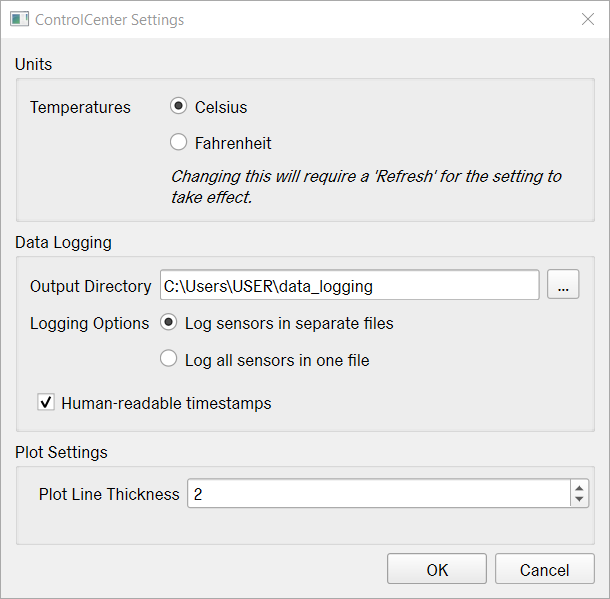 ControlCenter Settings
Units
Temperatures
Celsius
Fahrenheit
Changing this will require a 'Refresh' for the setting to
take effect.
Data Logging
Output Directory C:\Users\USER\data_logging ...
Logging Options
Log sensors in separate files
Log all sensors in one file
Human-readable timestamps
Plot Settings
Plot Line Thickness 2
OK Cancel